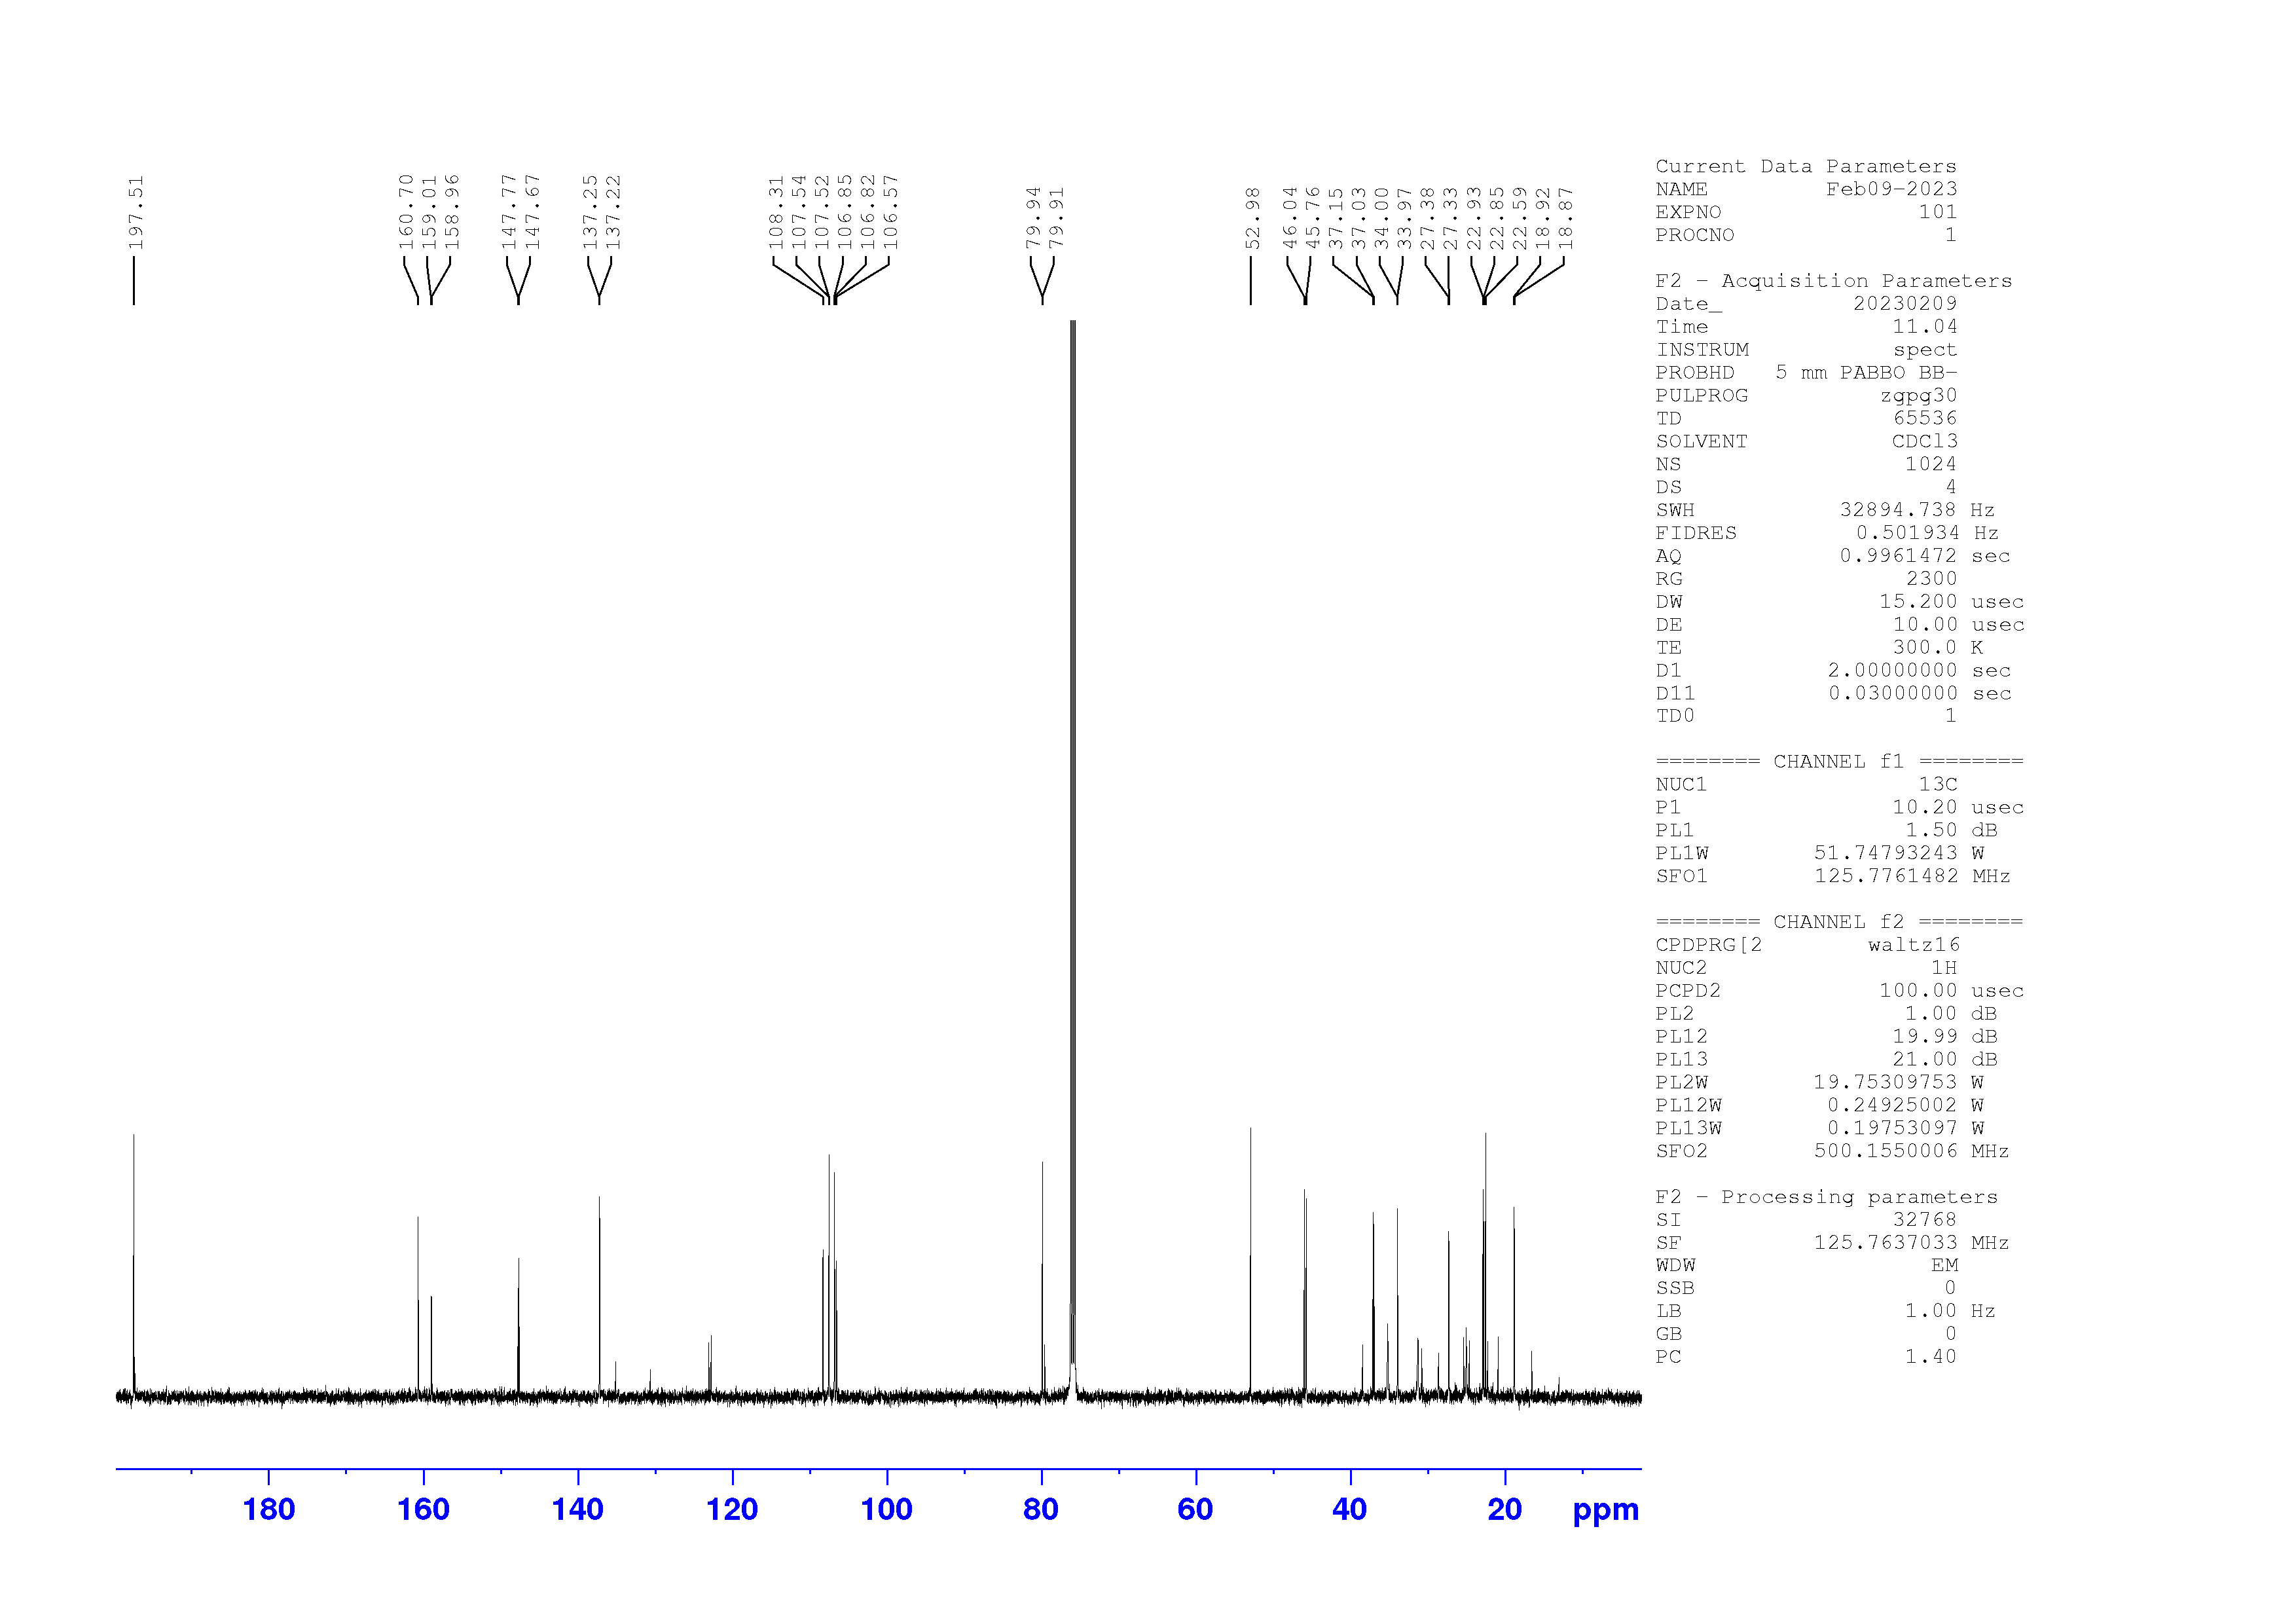 197.51
160.70
159.01
158.96
147.77
147.67
137.25
137.22
108.31
107.54
107.52
106.85
106.82
106.57
79.94
79.91
52.98
46.04
45.76
37.15
37.03
34.00
33.97
27.38
27.33
22.93
22.85
22.59
18.92
18.87
Current Data Parameters
NAME Feb09-2023
EXPNO 101
PROCNO 1
F2 - Acquisition Parameters
Date_ 20230209
Time 11.04
INSTRUM spect
PROBHD 5 mm PABBO BB-
PULPROG zgpg30
TD 65536
SOLVENT CDCl3
NS 1024
DS 4
SWH 32894.738 Hz
FIDRES 0.501934 Hz
AQ 0.9961472 sec
RG 2300
DW 15.200 usec
DE 10.00 usec
TE 300.0 K
D1 2.00000000 sec
D11 0.03000000 sec
TD0 1
======== CHANNEL f1 ========
NUC1 13C
P1 10.20 usec
PL1 1.50 dB
PL1W 51.74793243 W
SFO1 125.7761482 MHz
======== CHANNEL f2 ========
CPDPRG[2 waltz16
NUC2 1H
PCPD2 100.00 usec
PL2 1.00 dB
PL12 19.99 dB
PL13 21.00 dB
PL2W 19.75309753 W
PL12W 0.24925002 W
PL13W 0.19753097 W
SFO2 500.1550006 MHz
F2 - Processing parameters
SI 32768
SF 125.7637033 MHz
WDW EM
SSB 0
LB 1.00 Hz
GB 0
PC 1.40
180 160 140 120 100 80 60 40 20 ppm